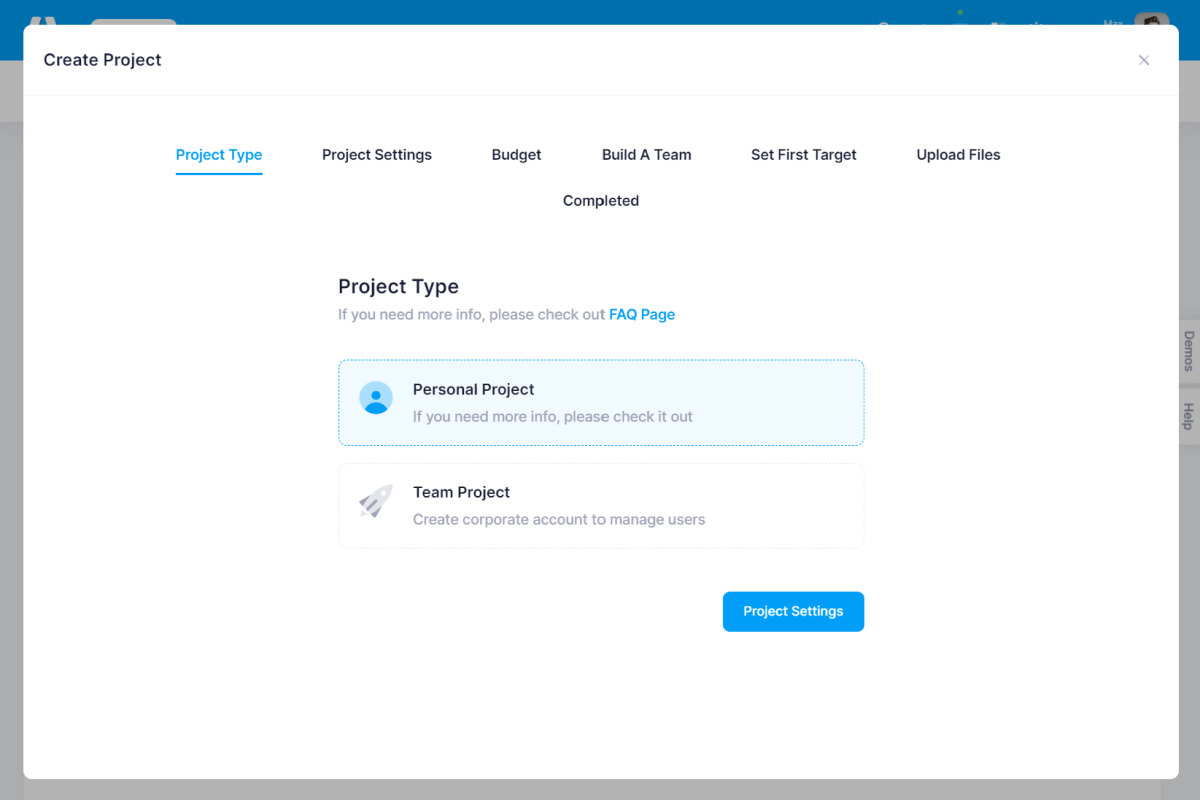 Max
Create Project
Project Type
Project Settings
Budget
Build A Team
Set First Target
Upload Files
Completed
Project Type
If you need more info, please check out FAQ Page
Personal Project
If you need more info, please check it out
Team Project
Create corporate account to manage users
Project Settings
Demos
Help